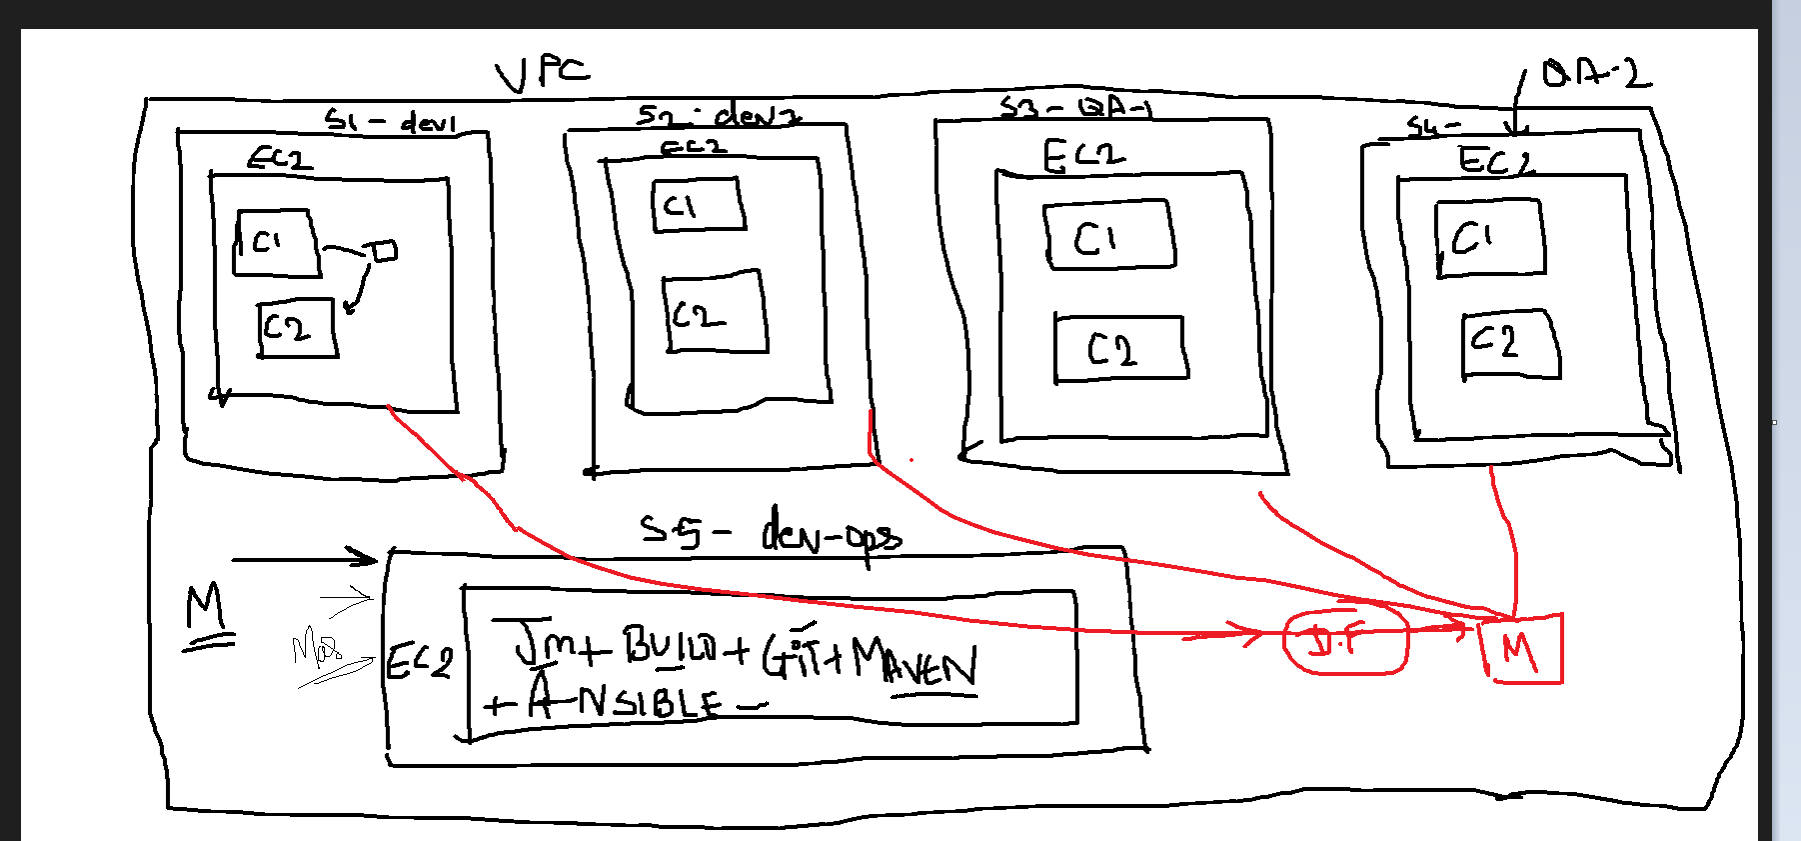 VPC
QA-2
S1-dev1
S2-dev2
S3-QA-1
S4-
EC2
EC2
EC2
EC2
C1
C1
C1
C1
C2
C2
C2
C2
S5-dev-ops
M
EC2
Jm+ BUILD+GIT+MAVEN
+ ANSIBLE-
D.F
M